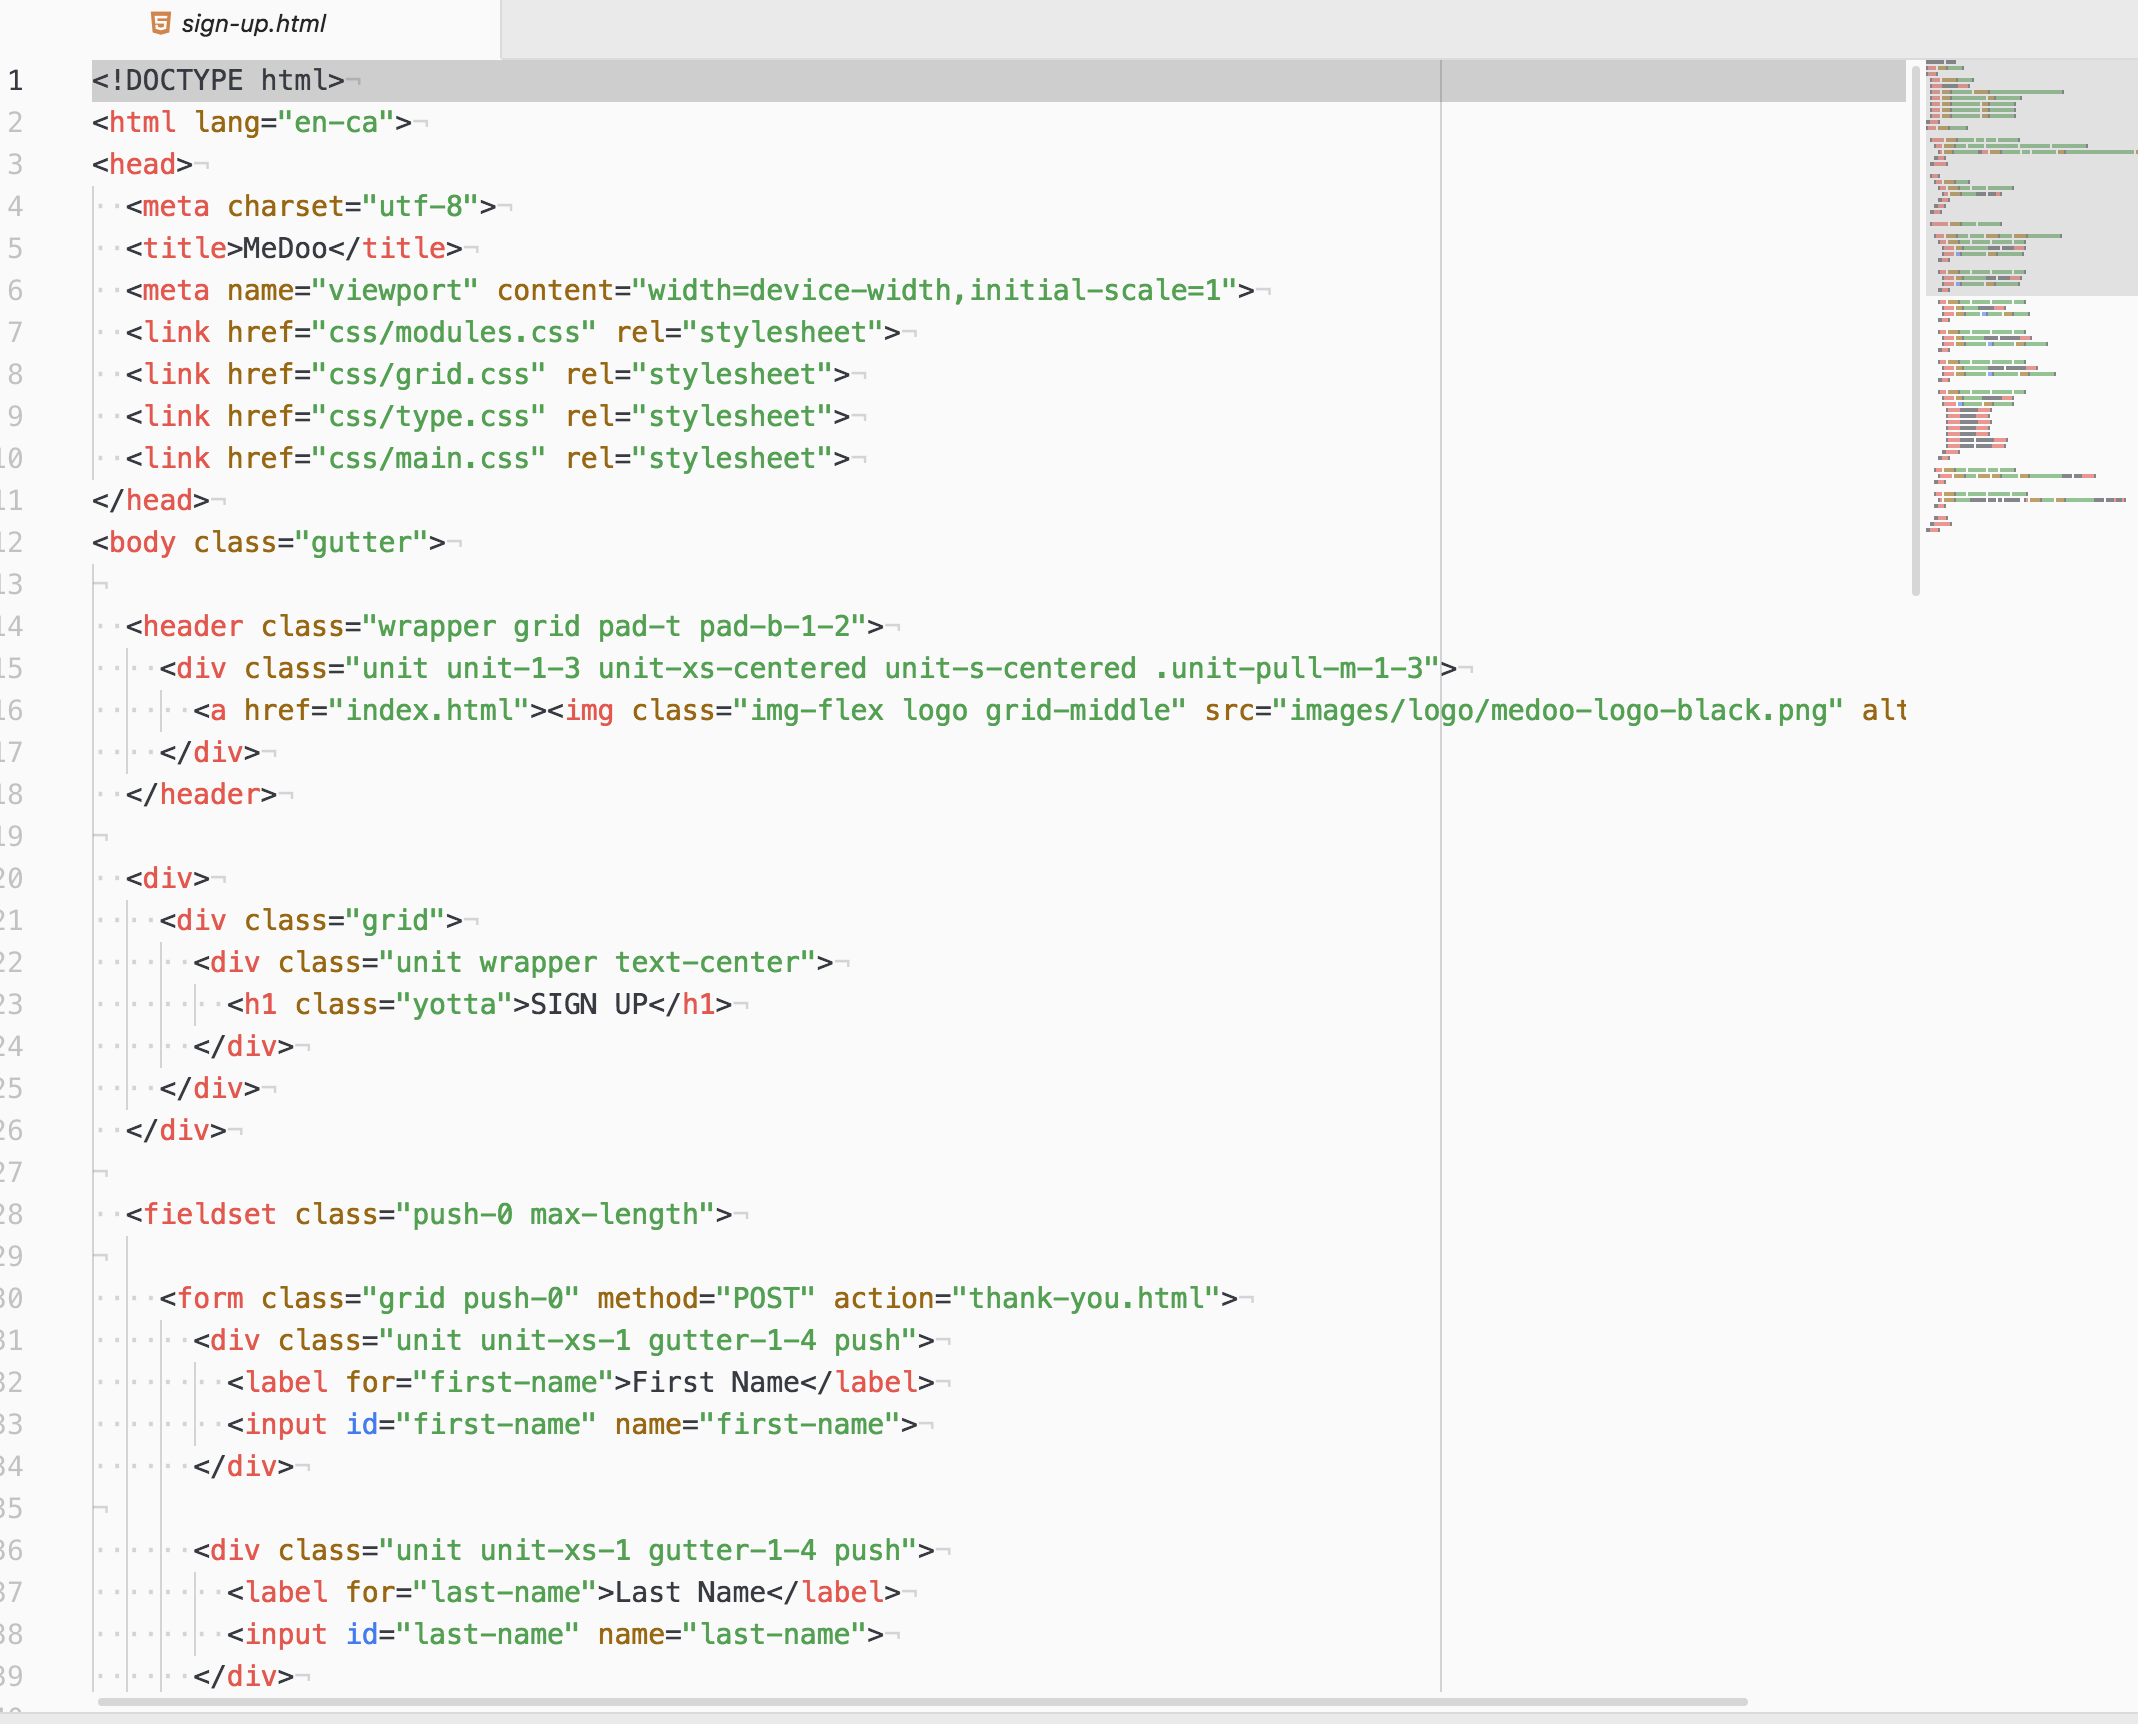 sign-up.html
1 <!DOCTYPE html>
2 <html lang="en-ca">
3 <head>
4 <meta charset="utf-8">
5 <title>MeDoo</title>
6 <meta name="viewport" content="width=device-width,initial-scale=1">
7 <link href="css/modules.css" rel="stylesheet">
8 <link href="css/grid.css" rel="stylesheet">
9 <link href="css/type.css" rel="stylesheet">
10 <link href="css/main.css" rel="stylesheet">
11 </head>
12 <body class="gutter">
13
14 <header class="wrapper grid pad-t pad-b-1-2">
15 <div class="unit unit-1-3 unit-xs-centered unit-s-centered .unit-pull-m-1-3">
16 <a href="index.html"><img class="img-flex logo grid-middle" src="images/logo/medoo-logo-black.png" alt
17 </div>
18 </header>
19
20 <div>
21 <div class="grid">
22 <div class="unit wrapper text-center">
23 <h1 class="yotta">SIGN UP</h1>
24 </div>
25 </div>
26 </div>
27
28 <fieldset class="push-0 max-length">
29
30 <form class="grid push-0" method="POST" action="thank-you.html">
31 <div class="unit unit-xs-1 gutter-1-4 push">
32 <label for="first-name">First Name</label>
33 <input id="first-name" name="first-name">
34 </div>
35
36 <div class="unit unit-xs-1 gutter-1-4 push">
37 <label for="last-name">Last Name</label>
38 <input id="last-name" name="last-name">
39 </div>